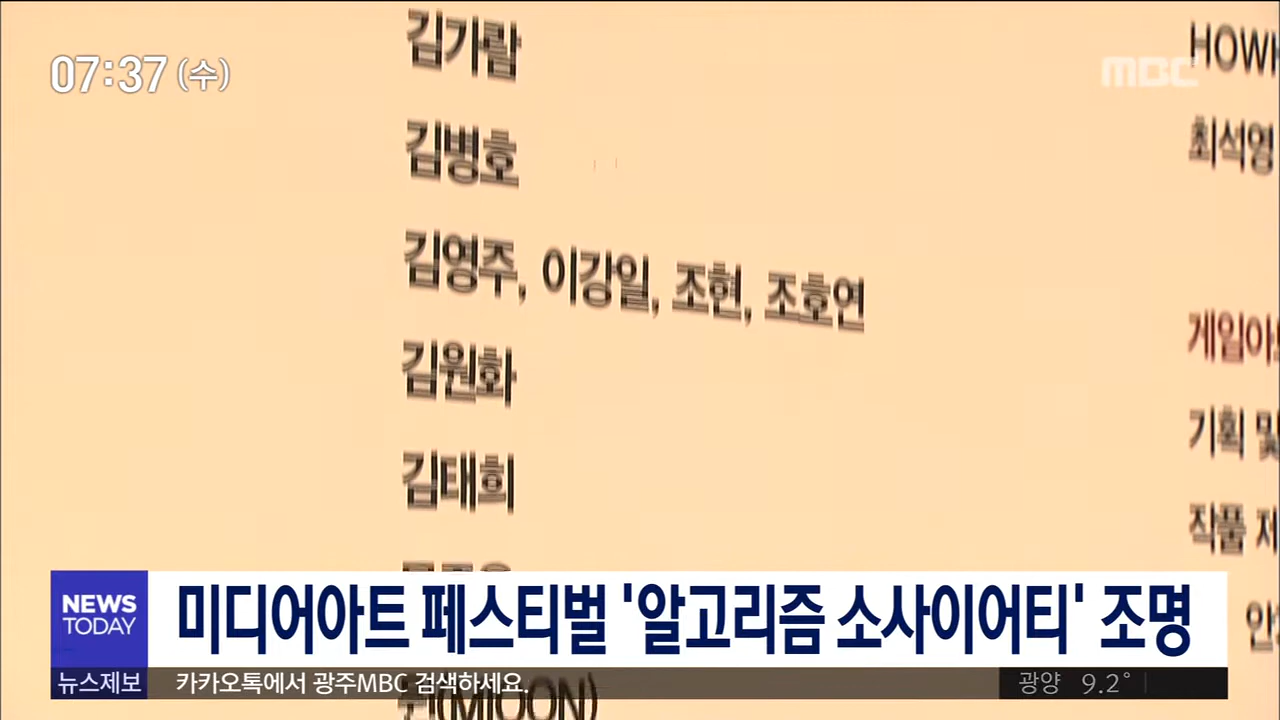 07:37 (수)
MBC
김가람
김병호
김영주, 이강일, 조현, 조호연
김원화
김태희
최석영
기획 및
작품
NEWS
TODAY
미디어아트 페스티벌 '알고리즘 소사이어티' 조명
뉴스제보
카카오톡에서 광주MBC 검색하세요.
광양 9.2°
(MIOON)